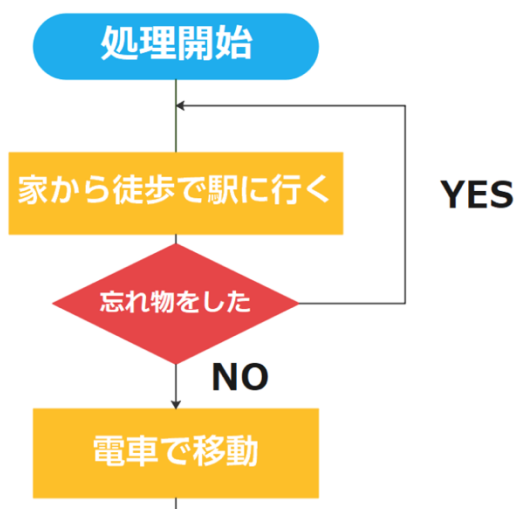 処理開始
家から徒歩で駅に行く
YES
忘れ物をした
NO
電車で移動